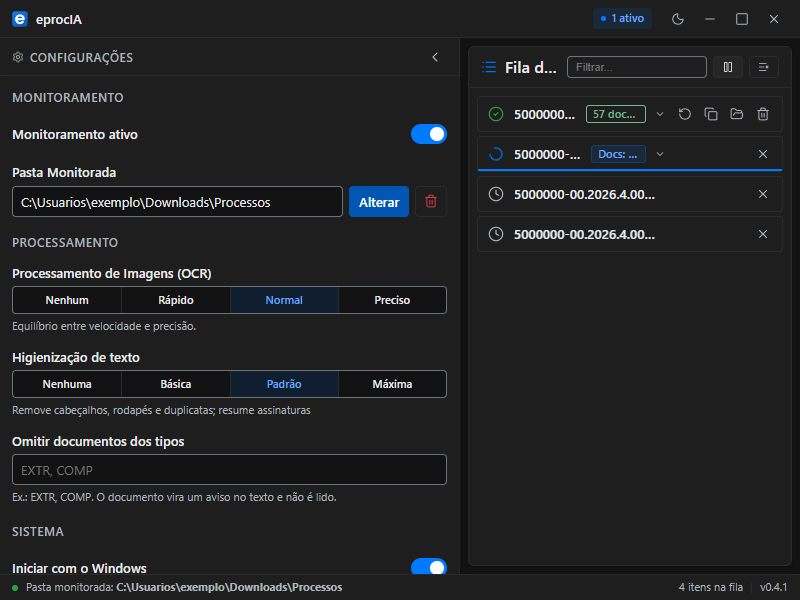 eprocIA
1 ativo
CONFIGURAÇÕES
MONITORAMENTO
Monitoramento ativo
Pasta Monitorada
C:\Usuarios\exemplo\Downloads\Processos
Alterar
PROCESSAMENTO
Processamento de Imagens (OCR)
Nenhum Rápido Normal Preciso
Equilíbrio entre velocidade e precisão.
Higienização de texto
Nenhuma Básica Padrão Máxima
Remove cabeçalhos, rodapés e duplicatas; resume assinaturas
Omitir documentos dos tipos
EXTR, COMP
Ex.: EXTR, COMP. O documento vira um aviso no texto e não é lido.
SISTEMA
Iniciar com o Windows
Fila d...
Filtrar...
5000000... 57 doc...
5000000-... Docs: ...
5000000-00.2026.4.00...
5000000-00.2026.4.00...
Pasta monitorada: C:\Usuarios\exemplo\Downloads\Processos
4 itens na fila
v0.4.1